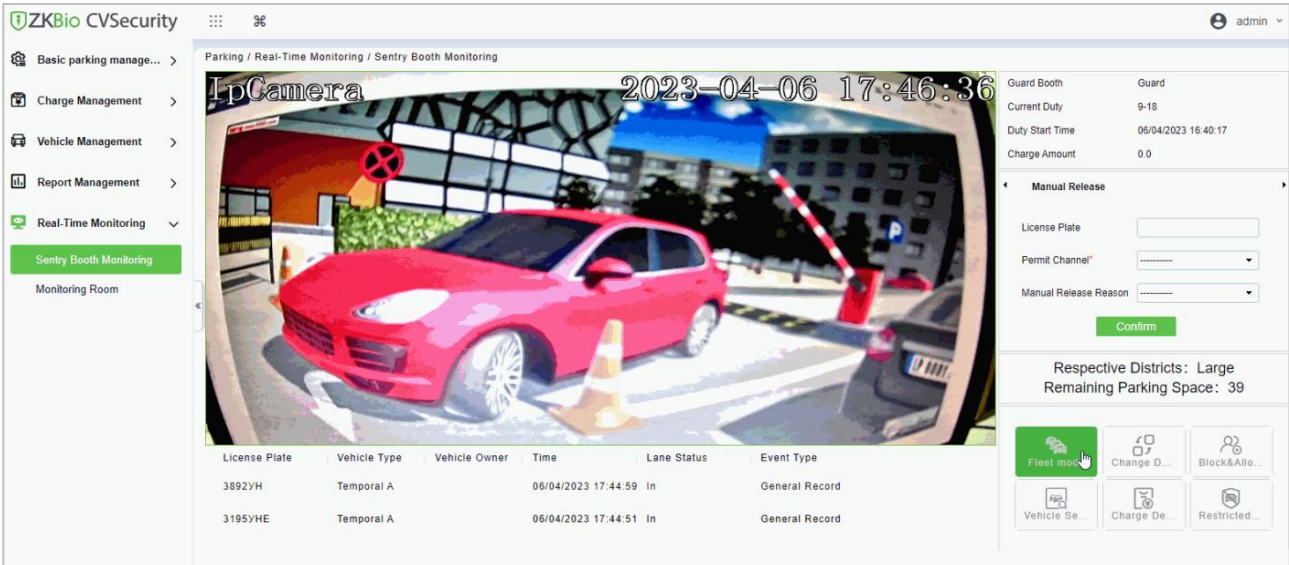 ZKBio CVSecurity
admin
Basic parking manage...
Charge Management
Vehicle Management
Report Management
Real-Time Monitoring
Sentry Booth Monitoring
Monitoring Room
Parking / Real-Time Monitoring / Sentry Booth Monitoring
IpCamera 2023-04-06 17:46:36
P
License Plate Vehicle Type Vehicle Owner Time Lane Status Event Type
3892УН Temporal A 06/04/2023 17:44:59 In General Record
3195УНЕ Temporal A 06/04/2023 17:44:51 In General Record
Guard Booth Guard
Current Duty 9-18
Duty Start Time 06/04/2023 16:40:17
Charge Amount 0.0
Manual Release
License Plate
Permit Channel*
Manual Release Reason
Confirm
Respective Districts: Large
Remaining Parking Space: 39
Fleet mod
Change D...
Block&Allo...
Vehicle Se...
Charge De...
Restricted...